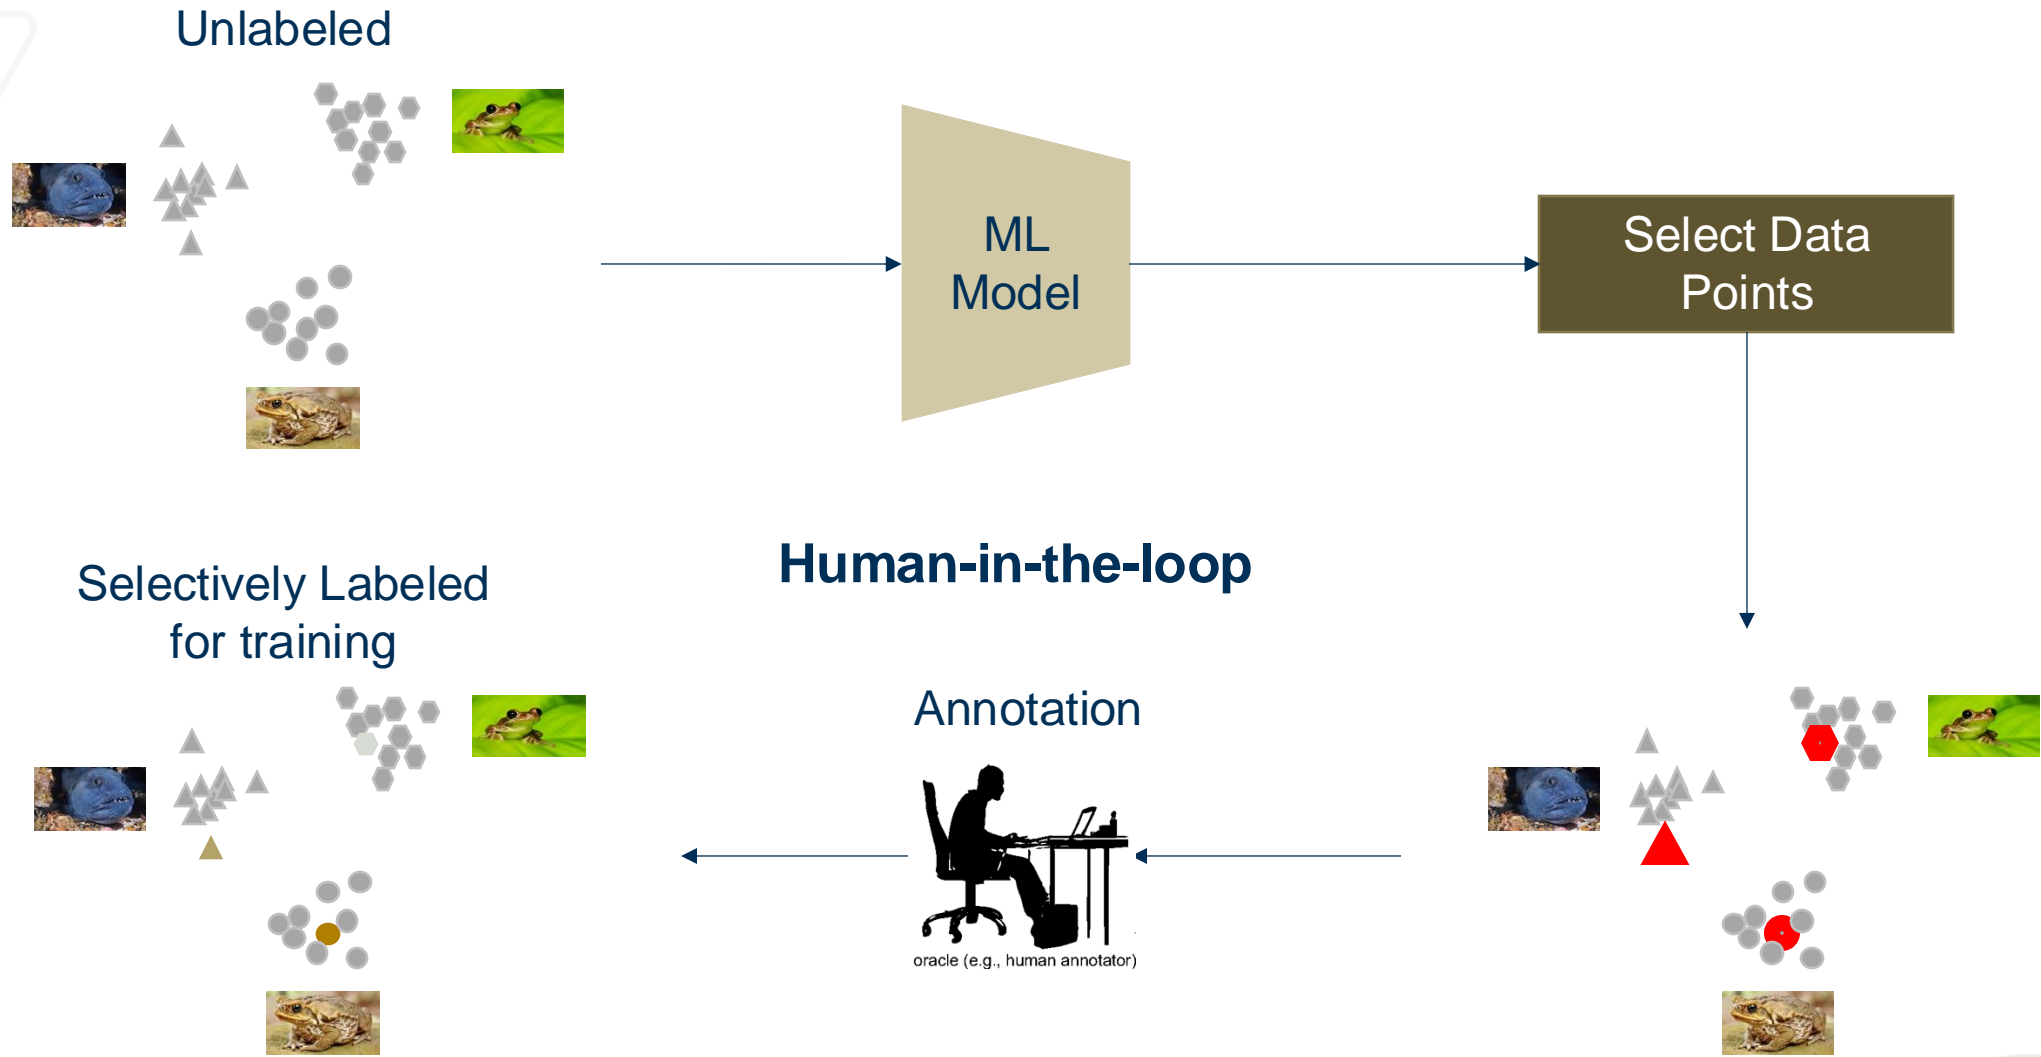 Unlabeled
ML
Model
Select Data
Points
Human-in-the-loop
Selectively Labeled
for training
Annotation
oracle (e.g., human annotator)